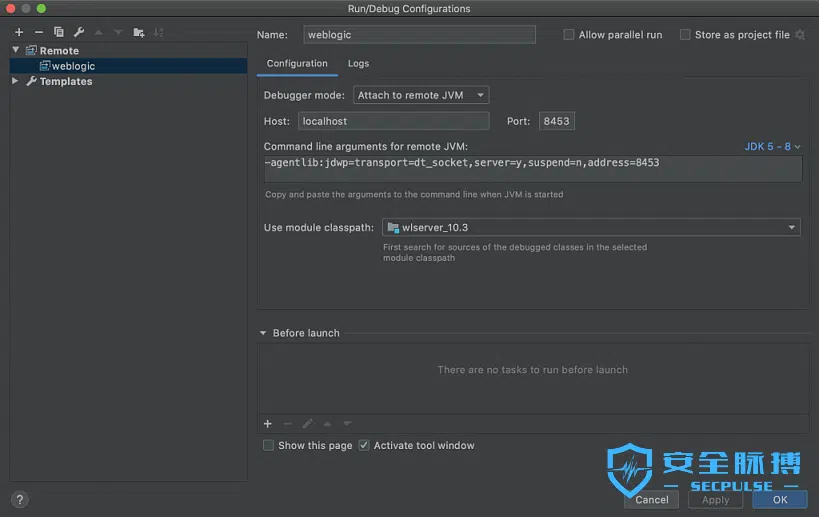 Run/Debug Configurations
Name: weblogic Allow parallel run Store as project file
Remote
weblogic
Templates
Configuration Logs
Debugger mode: Attach to remote JVM
Host: localhost Port: 8453
Command line arguments for remote JVM: JDK 5 - 8
-agentlib:jdwp=transport=dt_socket,server=y,suspend=n,address=8453
Copy and paste the arguments to the command line when JVM is started
Use module classpath: wlserver_10.3
First search for sources of the debugged classes in the selected
module classpath
Before launch
There are no tasks to run before launch
Show this page Activate tool window
安全脉搏
SECPULSE
? Cancel Apply OK